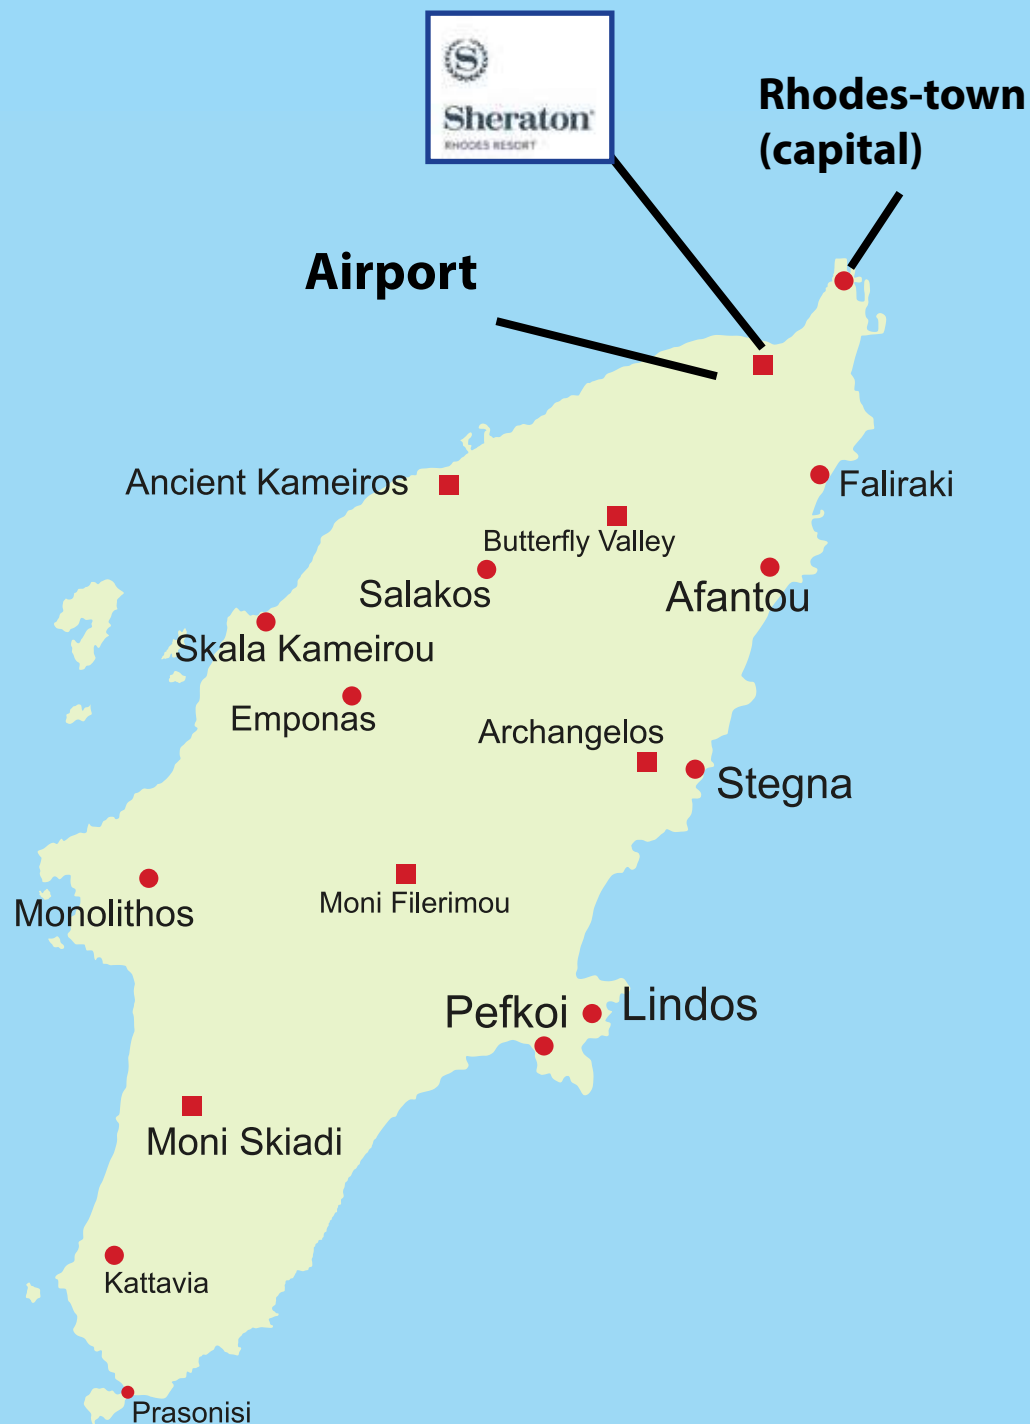 S
Sheraton
RHODES RESORT
Rhodes-town
(capital)
Airport
Ancient Kameiros
Faliraki
Butterfly Valley
Salakos
Afantou
Skala Kameirou
Emponas
Archangelos
Stegna
Monolithos
Moni Filerimou
Pefkoi
Lindos
Moni Skiadi
Kattavia
Prasonisi